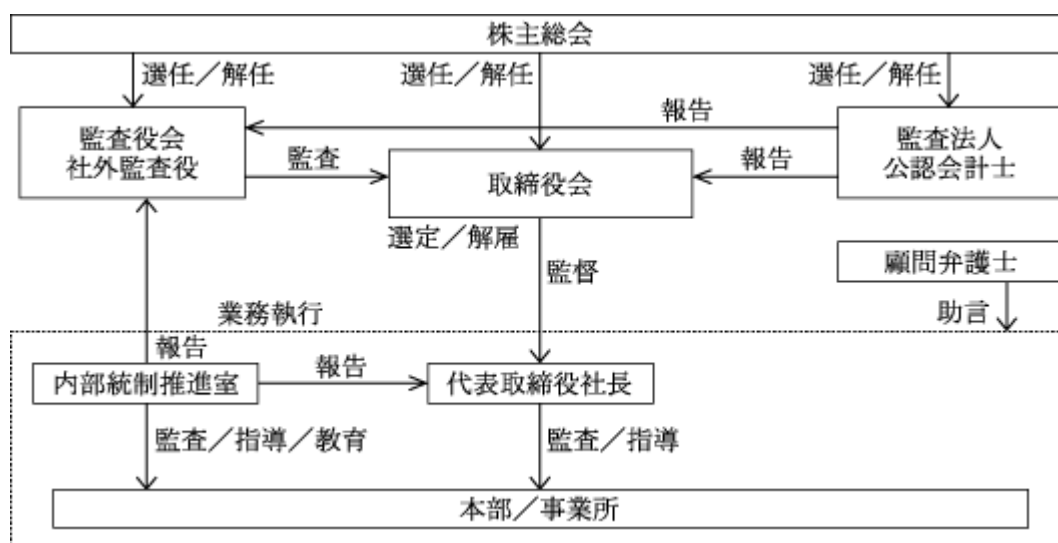 株主総会
選任／解任
選任／解任
選任／解任
監査役会
社外監査役
報告
監査法人
公認会計士
監査
取締役会
報告
選定／解雇
監督
顧問弁護士
助言
業務執行
報告
内部統制推進室
報告
代表取締役社長
監査／指導／教育
監査／指導
本部／事業所